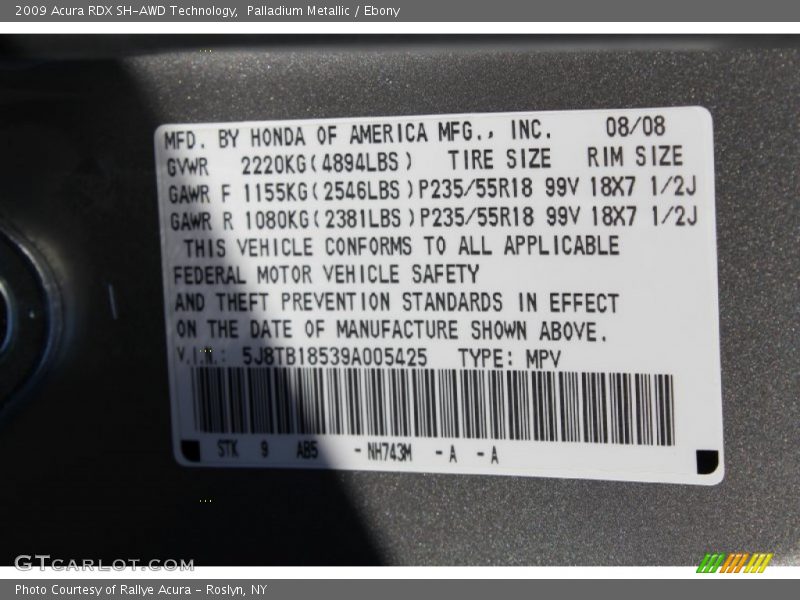 2009 Acura RDX SH-AWD Technology,  Palladium Metallic / Ebony
MFD. BY HONDA OF AMERICA MFG., INC. 08/08
GVWR 2220KG(4894LBS) TIRE SIZE RIM SIZE
GAWR F 1155KG(2546LBS)P235/55R18 99V 18X7 1/2J
GAWR R 1080KG(2381LBS)P235/55R18 99V 18X7 1/2J
THIS VEHICLE CONFORMS TO ALL APPLICABLE
FEDERAL MOTOR VEHICLE SAFETY
AND THEFT PREVENTION STANDARDS IN EFFECT
ON THE DATE OF MANUFACTURE SHOWN ABOVE.
V.I.N.: 5J8TB18539A005425 TYPE: MPV
STK 9 AB5 -NH743M -A -A
GTCARLOT.COM
Photo Courtesy of Rallye Acura - Roslyn, NY